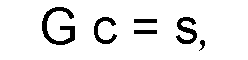 G c = s,